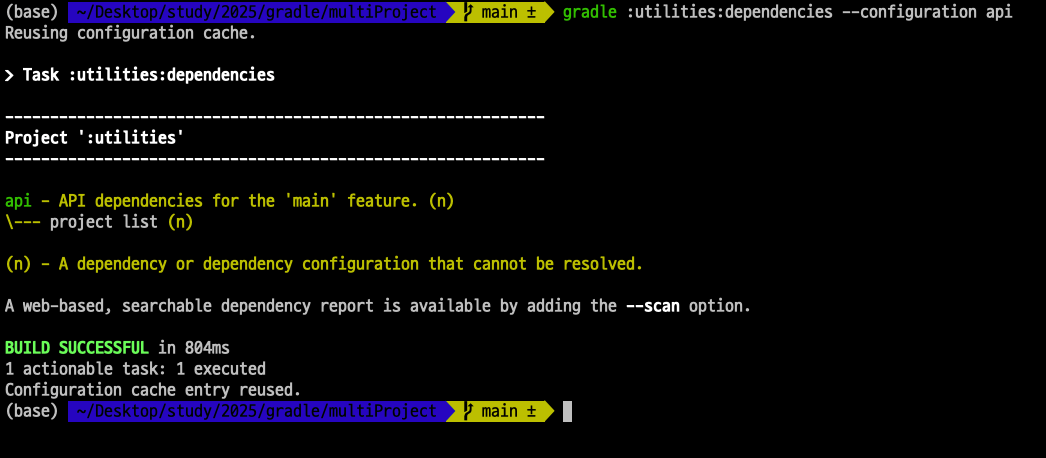 (base) ~/Desktop/study/2025/gradle/multiProject main ± gradle :utilities:dependencies --configuration api
Reusing configuration cache.
> Task :utilities:dependencies
------------------------------------------------------------
Project ':utilities'
------------------------------------------------------------
api - API dependencies for the 'main' feature. (n)
\--- project list (n)
(n) - A dependency or dependency configuration that cannot be resolved.
A web-based, searchable dependency report is available by adding the --scan option.
BUILD SUCCESSFUL in 804ms
1 actionable task: 1 executed
Configuration cache entry reused.
(base) ~/Desktop/study/2025/gradle/multiProject main ±